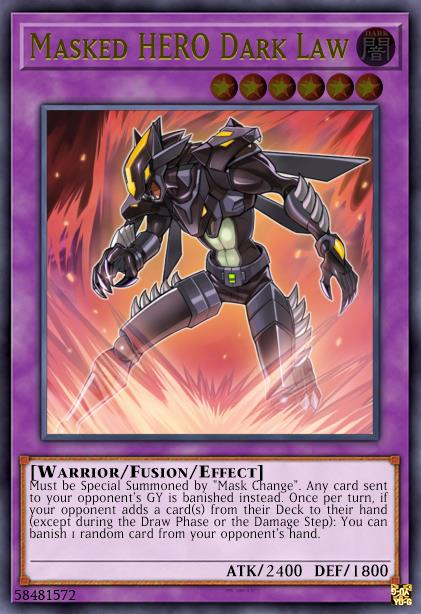 Masked HERO Dark Law
DARK
闇
[Warrior/Fusion/Effect]
Must be Special Summoned by "Mask Change". Any card sent
to your opponent's GY is banished instead. Once per turn, if
your opponent adds a card(s) from their Deck to their hand
(except during the Draw Phase or the Damage Step): You can
banish 1 random card from your opponent's hand.
ATK/2400 DEF/1800
58481572